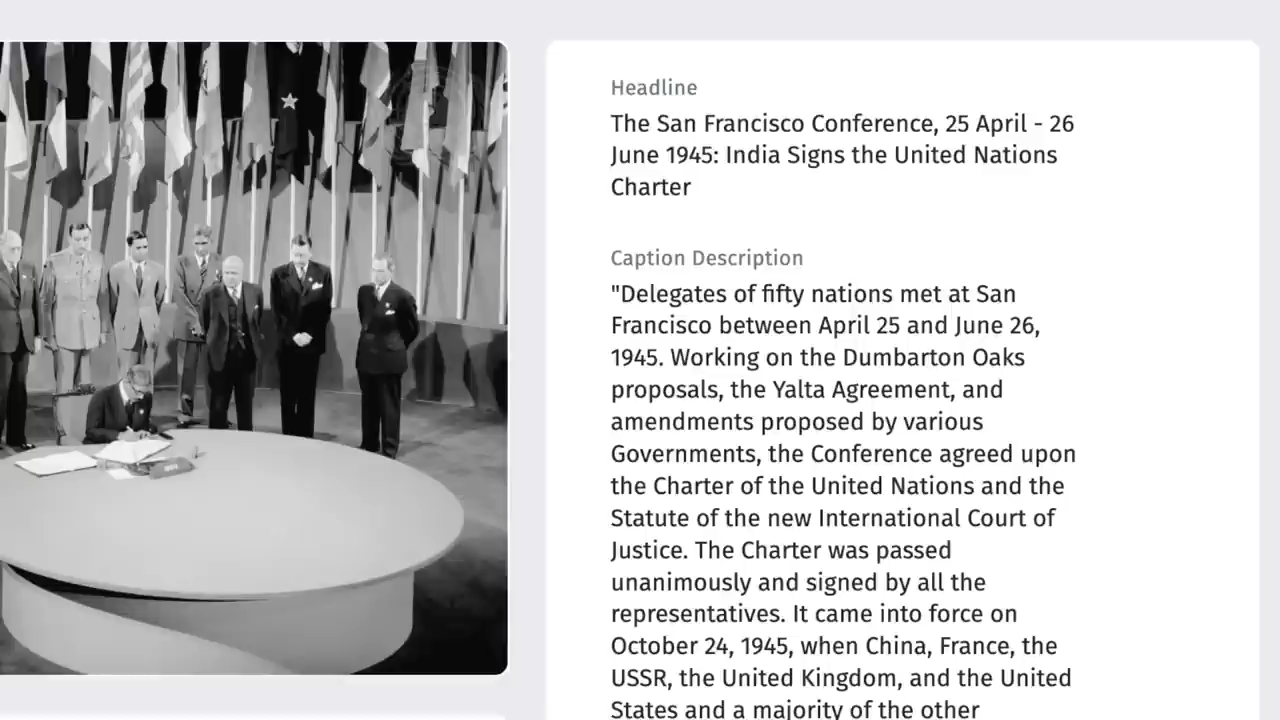 Headline
The San Francisco Conference, 25 April - 26
June 1945: India Signs the United Nations
Charter
Caption Description
"Delegates of fifty nations met at San
Francisco between April 25 and June 26,
1945. Working on the Dumbarton Oaks
proposals, the Yalta Agreement, and
amendments proposed by various
Governments, the Conference agreed upon
the Charter of the United Nations and the
Statute of the new International Court of
Justice. The Charter was passed
unanimously and signed by all the
representatives. It came into force on
October 24, 1945, when China, France, the
USSR, the United Kingdom, and the United
States and a majority of the other